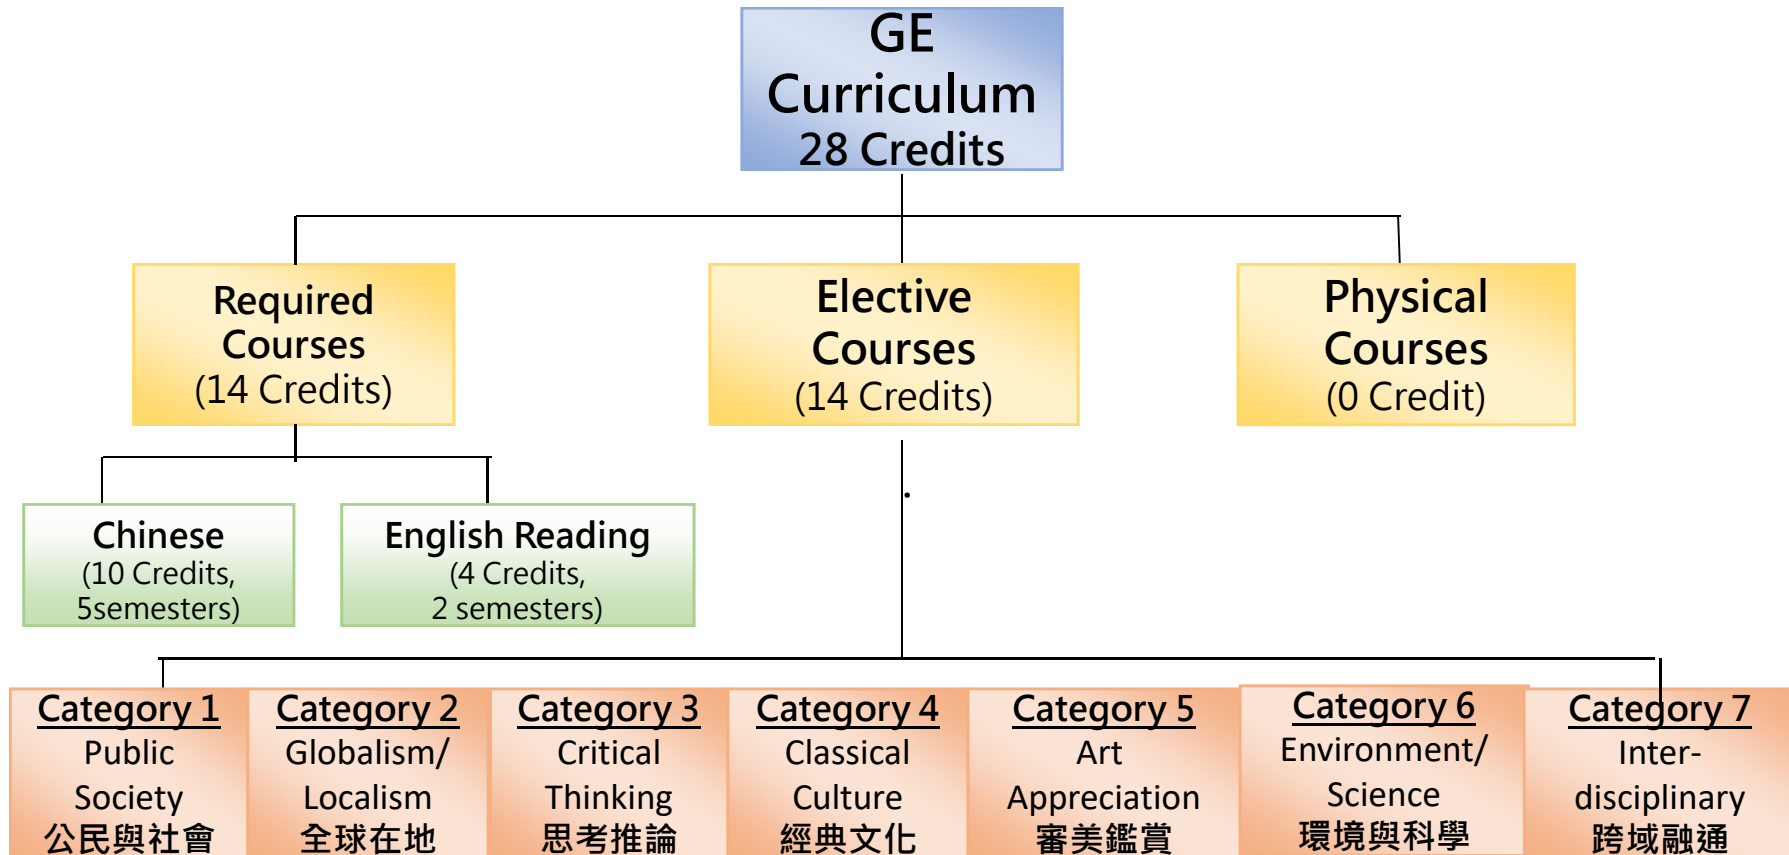 GE
Curriculum
28 Credits
Required
Courses
(14 Credits)
Elective
Courses
(14 Credits)
Physical
Courses
(0 Credit)
Chinese
(10 Credits,
5semesters)
English Reading
(4 Credits,
2 semesters)
Category 1
Public
Society
公民與社會
Category 2
Globalism/
Localism
全球在地
Category 3
Critical
Thinking
思考推論
Category 4
Classical
Culture
經典文化
Category 5
Art
Appreciation
審美鑑賞
Category 6
Environment/
Science
環境與科學
Category 7
Inter-
disciplinary
跨域融通